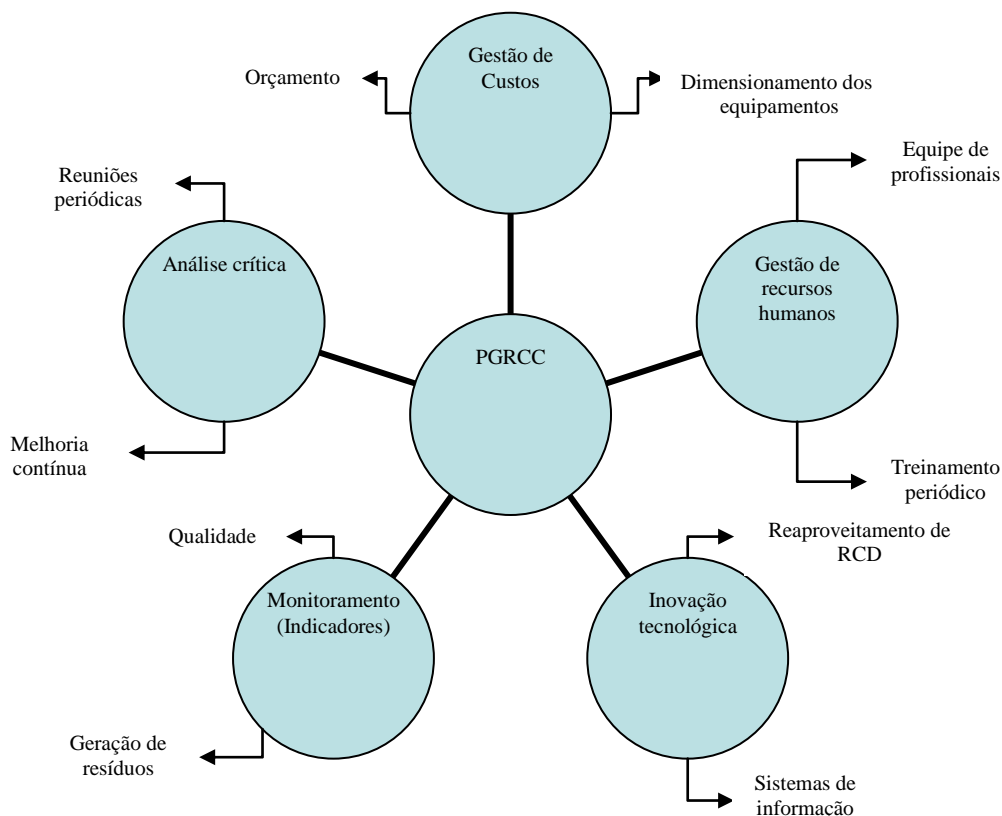 Gestão de
Custos
Orçamento
Dimensionamento dos
equipamentos
Reuniões
periódicas
Equipe de
profissionais
Análise crítica
Gestão de
recursos
humanos
PGRCC
Melhoria
contínua
Treinamento
periódico
Qualidade
Reaproveitamento de
RCD
Monitoramento
(Indicadores)
Inovação
tecnológica
Geração de
resíduos
Sistemas de
informação